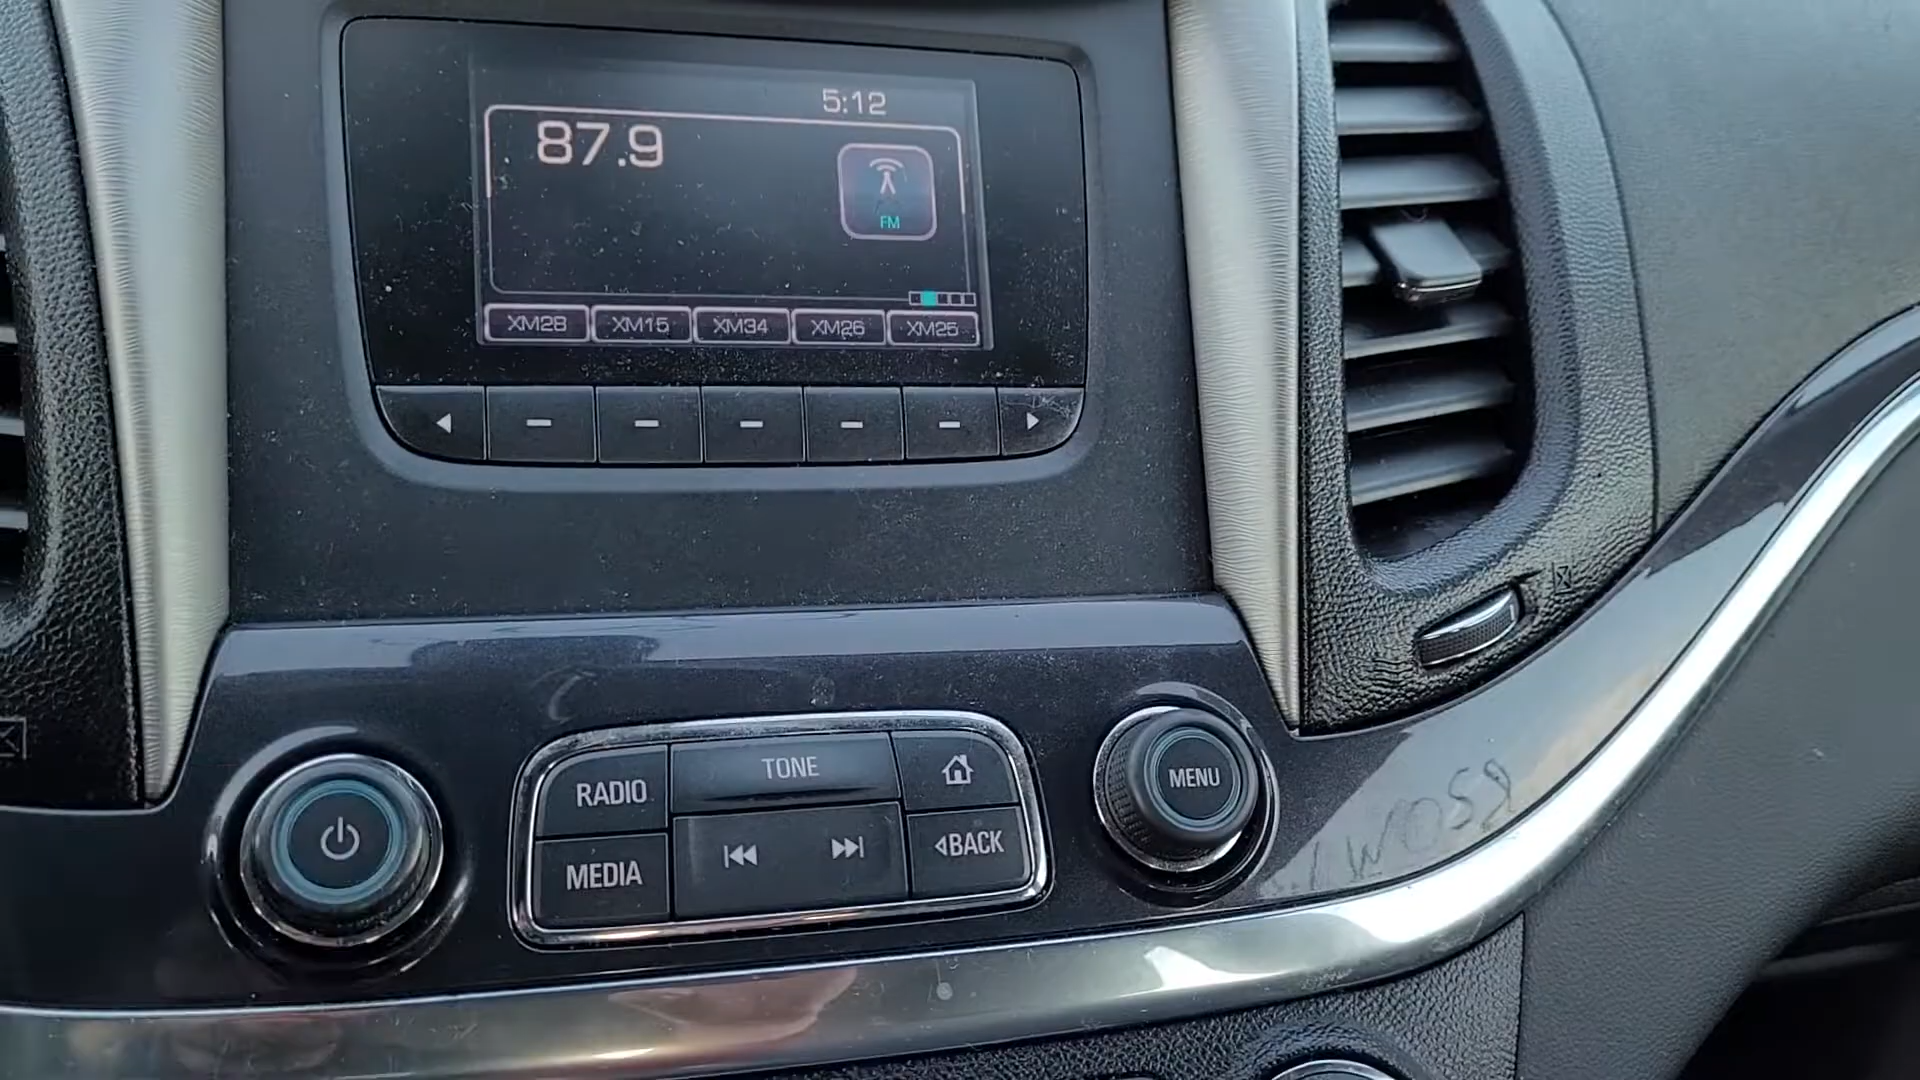 5:12
87.9
FM
XM28 XM15 XM34 XM26 XM25
RADIO TONE
MEDIA BACK
MENU